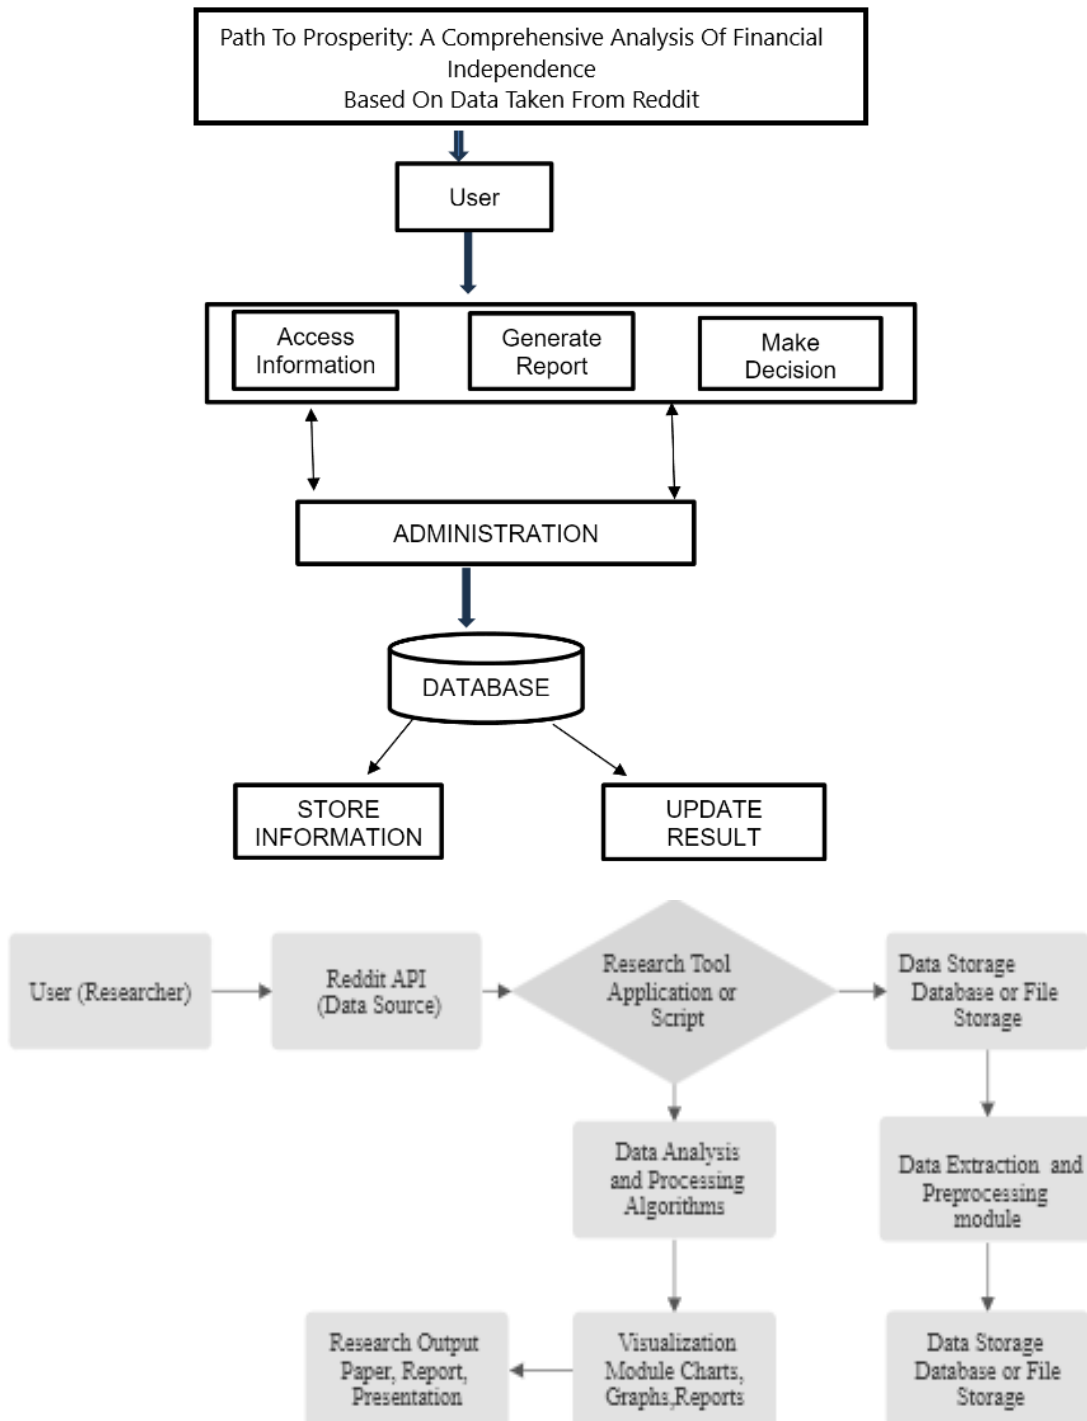 Path To Prosperity: A Comprehensive Analysis Of Financial
Independence
Based On Data Taken From Reddit
User
Access
Information
Generate
Report
Make
Decision
ADMINISTRATION
DATABASE
STORE
INFORMATION
UPDATE
RESULT
User (Researcher)
Reddit API
(Data Source)
Research Tool
Application or
Script
Data Storage
Database or File
Storage
Data Analysis
and Processing
Algorithms
Data Extraction and
Preprocessing
module
Research Output
Paper, Report,
Presentation
Visualization
Module Charts,
Graphs,Reports
Data Storage
Database or File
Storage